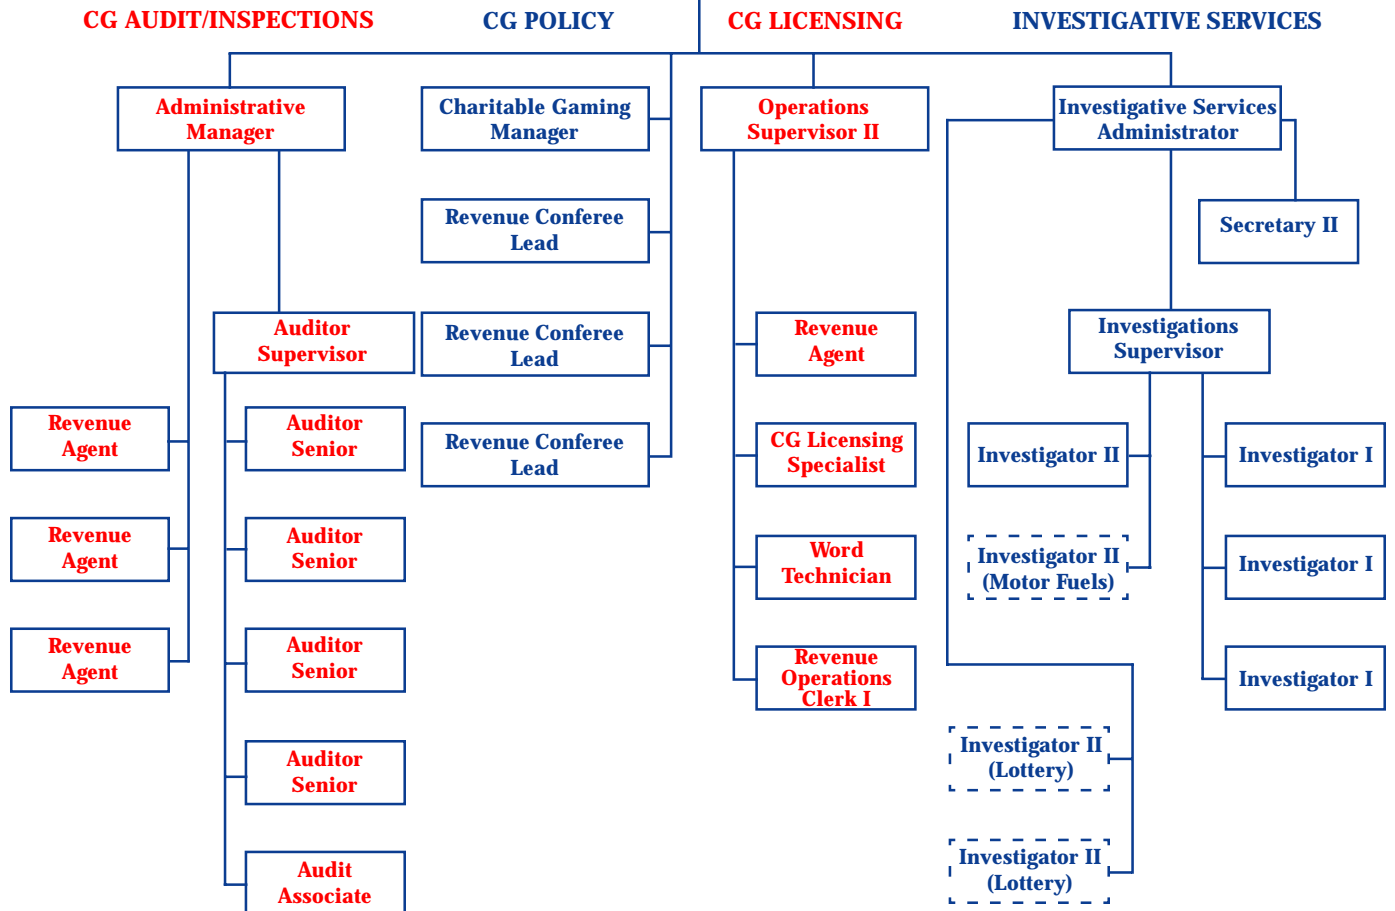 CG AUDIT/INSPECTIONS
CG POLICY
CG LICENSING
INVESTIGATIVE SERVICES
Administrative
Manager
Charitable Gaming
Manager
Operations
Supervisor II
Investigative Services
Administrator
Revenue Conferee
Lead
Secretary II
Auditor
Supervisor
Revenue Conferee
Lead
Revenue
Agent
Investigations
Supervisor
Revenue
Agent
Auditor
Senior
Revenue Conferee
Lead
CG Licensing
Specialist
Investigator II
Investigator I
Revenue
Agent
Auditor
Senior
Word
Technician
Investigator II
(Motor Fuels)
Investigator I
Revenue
Agent
Auditor
Senior
Revenue
Operations
Clerk I
Investigator I
Auditor
Senior
Investigator II
(Lottery)
Audit
Associate
Investigator II
(Lottery)